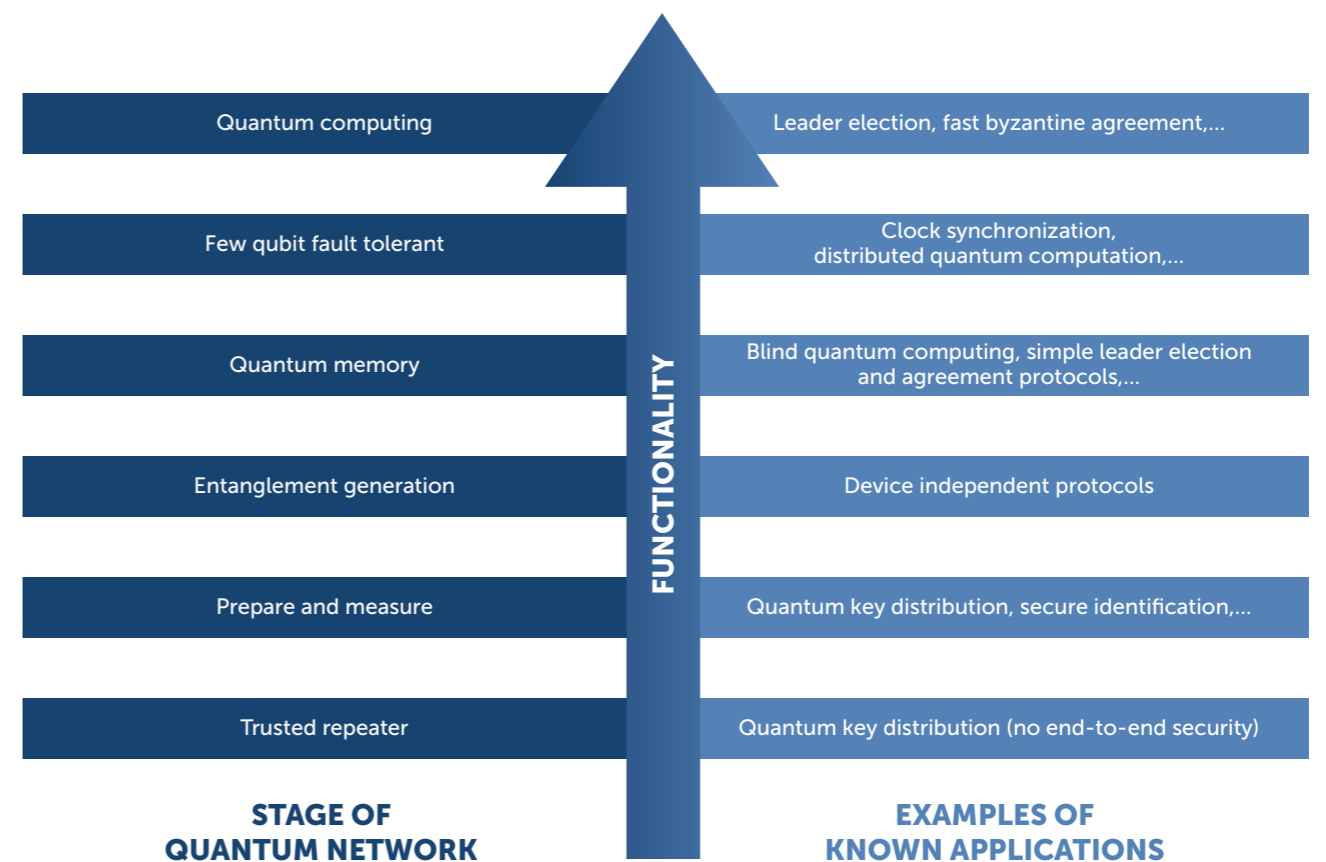 Quantum computing
Leader election, fast byzantine agreement,...
Few qubit fault tolerant
Clock synchronization,
distributed quantum computation,...
Quantum memory
Blind quantum computing, simple leader election
and agreement protocols,...
FUNCTIONALITY
Entanglement generation
Device independent protocols
Prepare and measure
Quantum key distribution, secure identification,...
Trusted repeater
Quantum key distribution (no end-to-end security)
STAGE OF
QUANTUM NETWORK
EXAMPLES OF
KNOWN APPLICATIONS